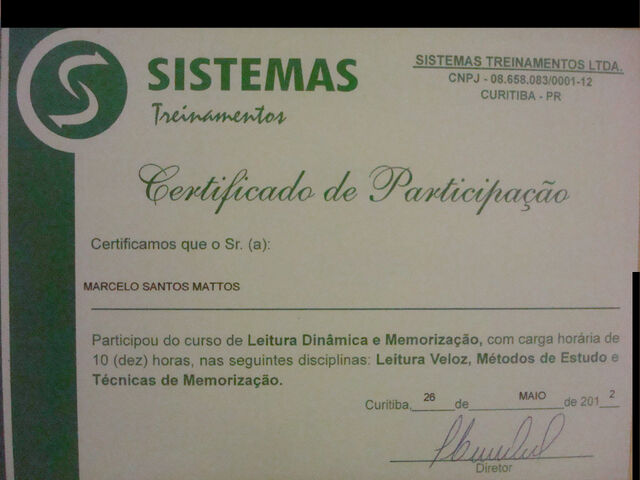 SISTEMAS
Treinamentos
SISTEMAS TREINAMENTOS LTDA.
CNPJ - 08.658.083/0001-12
CURITIBA - PR
Certificado de Participação
Certificamos que o Sr. (a):
MARCELO SANTOS MATTOS
Participou do curso de Leitura Dinâmica e Memorização, com carga horária de
10 (dez) horas, nas seguintes disciplinas: Leitura Veloz, Métodos de Estudo e
Técnicas de Memorização.
Curitiba, 26 de MAIO de 2012
Diretor